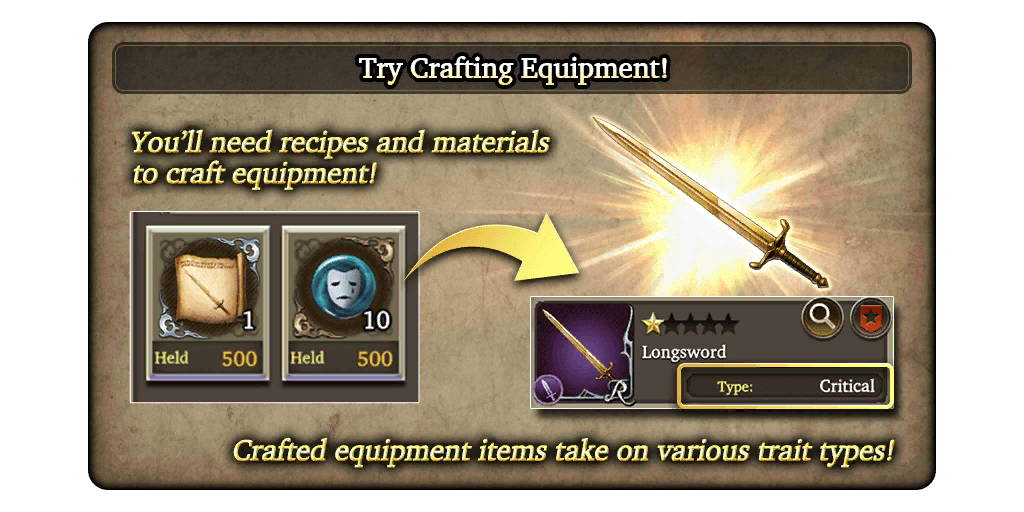 Try Crafting Equipment!
You'll need recipes and materials
to craft equipment!
1
10
Held 500
Held 500
R
Longsword
Type: Critical
Crafted equipment items take on various trait types!